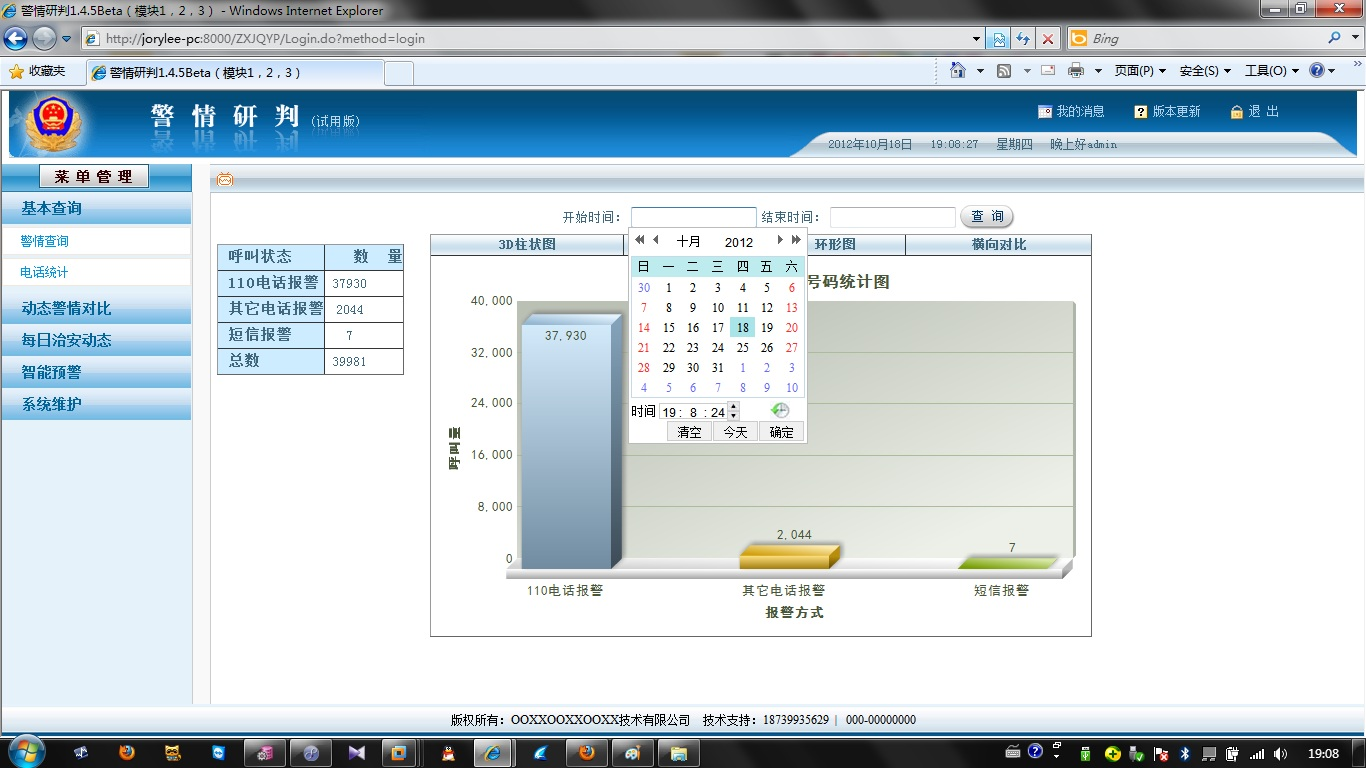 警情研判1.4.5Beta（模块1，2，3） - Windows Internet Explorer
http://jorylee-pc:8000/ZXJQYP/Login.do?method=login
Bing
收藏夹
警情研判1.4.5Beta（模块1，2，3）
页面(P)
安全(S)
工具(O)
警情研判 (试用版)
我的消息
版本更新
退 出
2012年10月18日 19:08:27 星期四 晚上好admin
菜单管理
基本查询
警情查询
电话统计
动态警情对比
每日治安动态
智能预警
系统维护
开始时间： 结束时间： 查 询
呼叫状态 数 量
110电话报警 37930
其它电话报警 2044
短信报警 7
总数 39981
3D柱状图
环形图
横向对比
十月 2012
日 一 二 三 四 五 六
30 1 2 3 4 5 6
7 8 9 10 11 12 13
14 15 16 17 18 19 20
21 22 23 24 25 26 27
28 29 30 31 1 2 3
4 5 6 7 8 9 10
时间 19 : 8 : 24
清空 今天 确定
号码统计图
40,000
32,000
24,000
16,000
8,000
0
呼叫量
37,930
2,044
7
110电话报警
其它电话报警
短信报警
报警方式
版权所有：OOXXOOXXOOXX技术有限公司 技术支持：18739935629 | 000-00000000
19:08